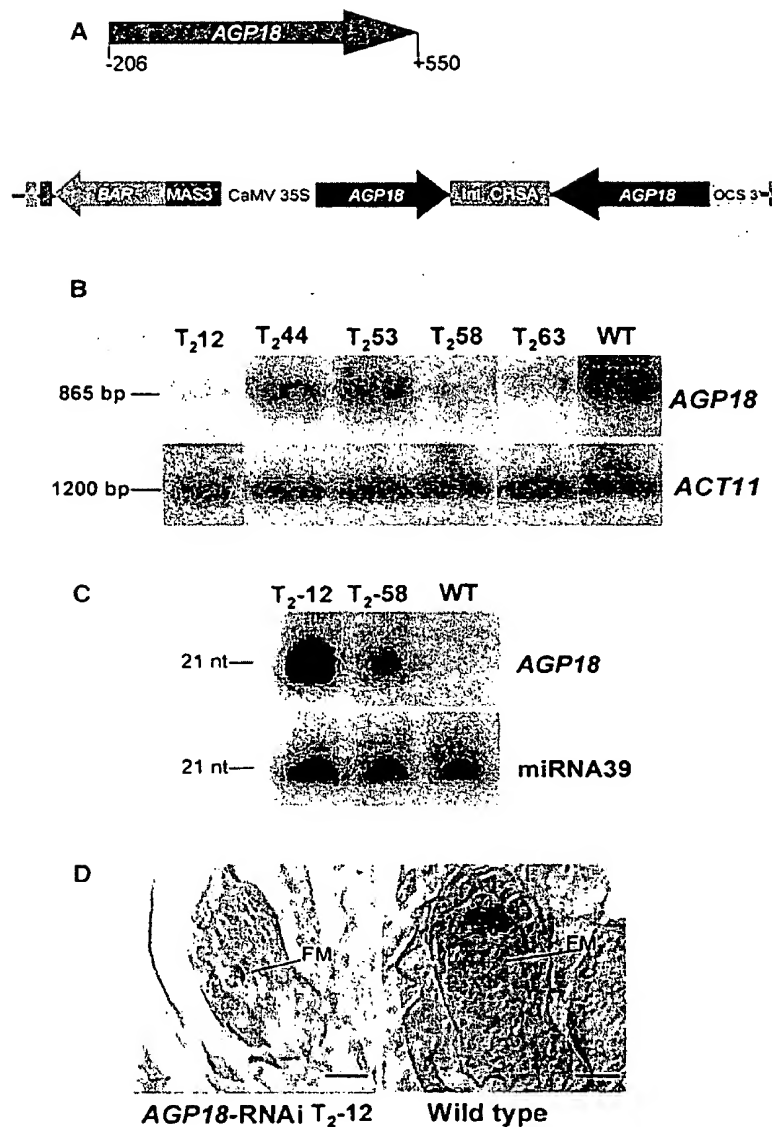 A
AGP18
-206 +550
BAR MAS3 CaMV 35S AGP18 Int. CHSA AGP18 OCS 3'
B
T₂12 T₂44 T₂53 T₂58 T₂63 WT
865 bp AGP18
1200 bp ACT11
C
T₂-12 T₂-58 WT
21 nt AGP18
21 nt miRNA39
D
FM FM
AGP18-RNAi T₂-12 Wild type